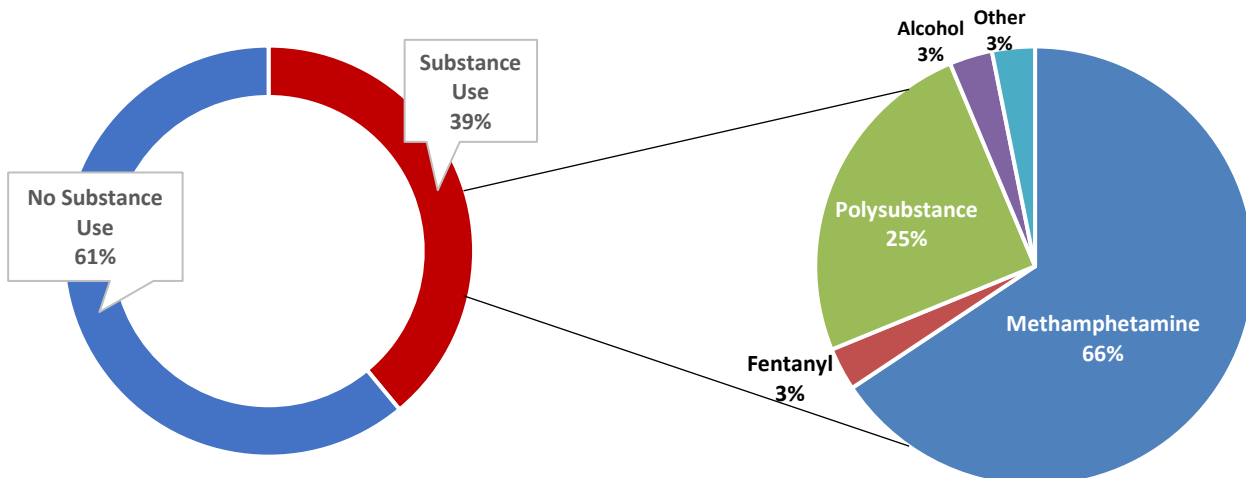 Substance
Use
39%
No Substance
Use
61%
Alcohol
3%
Other
3%
Polysubstance
25%
Methamphetamine
66%
Fentanyl
3%